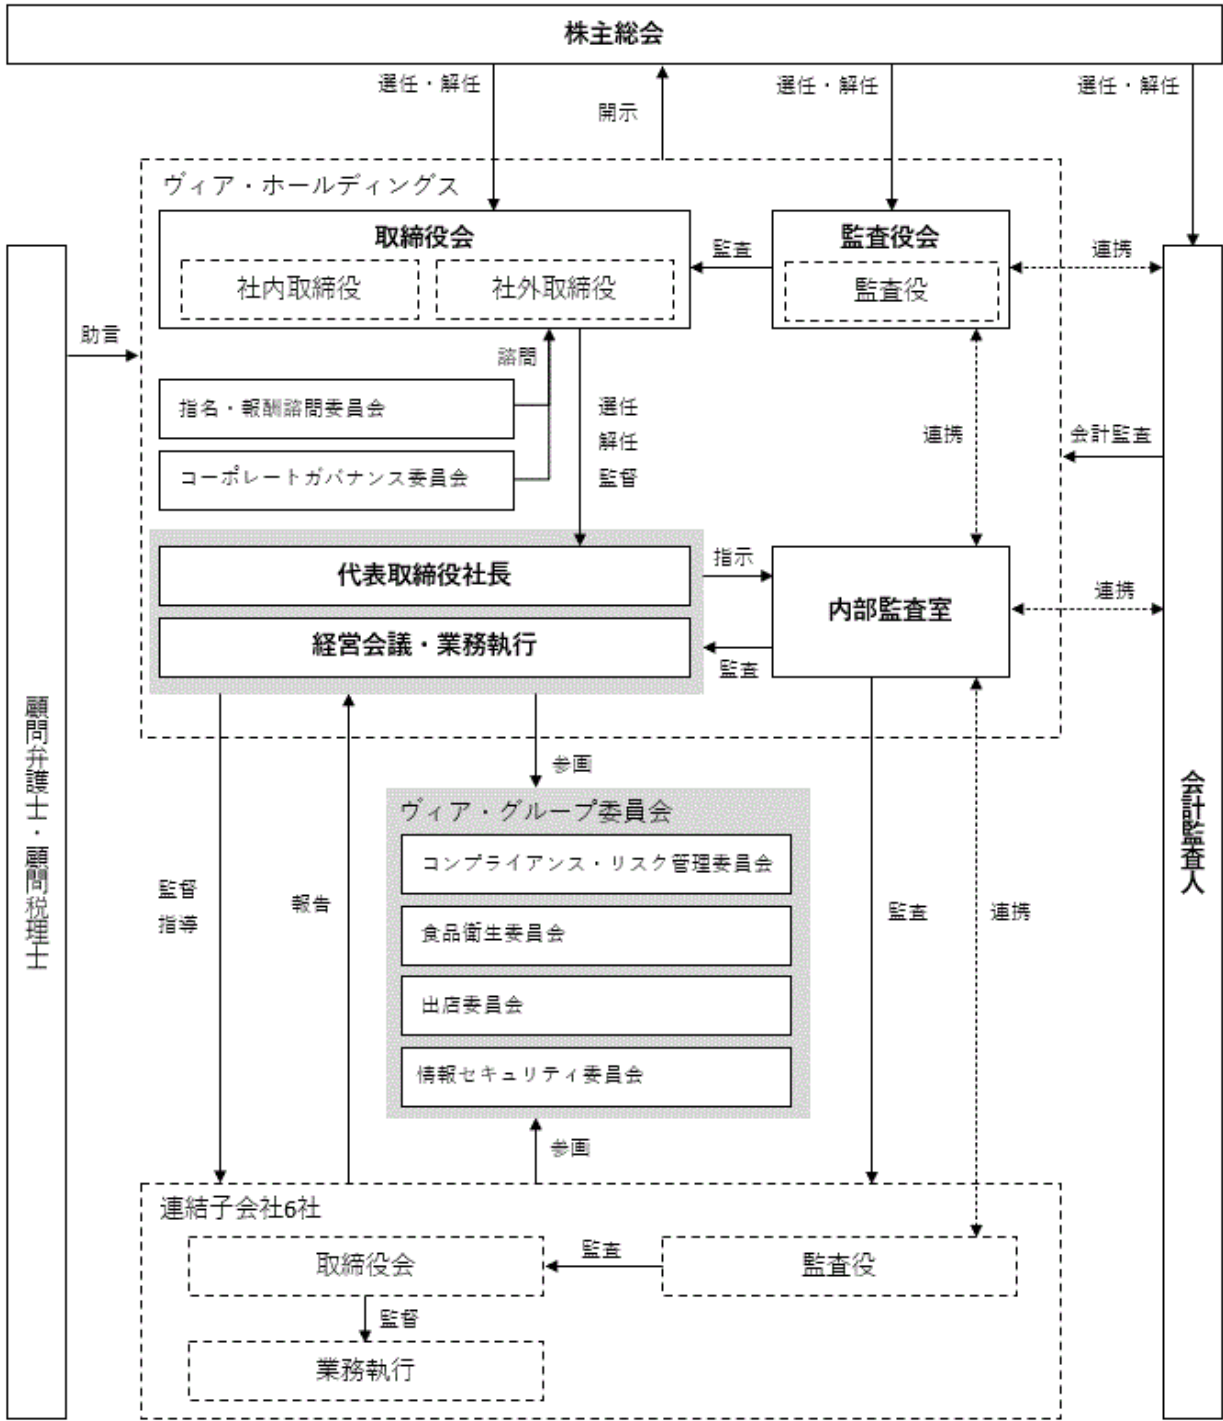 株主総会
選任・解任
開示
選任・解任
選任・解任
ヴィア・ホールディングス
取締役会
社内取締役
社外取締役
監査
監査役会
監査役
連携
助言
諮問
指名・報酬諮問委員会
コーポレートガバナンス委員会
選任
解任
監督
連携
会計監査
代表取締役社長
経営会議・業務執行
指示
監査
内部監査室
連携
顧問弁護士・顧問税理士
会計監査人
参画
ヴィア・グループ委員会
コンプライアンス・リスク管理委員会
食品衛生委員会
出店委員会
情報セキュリティ委員会
監督
指導
報告
監査
連携
参画
連結子会社6社
取締役会
監査
監査役
監督
業務執行